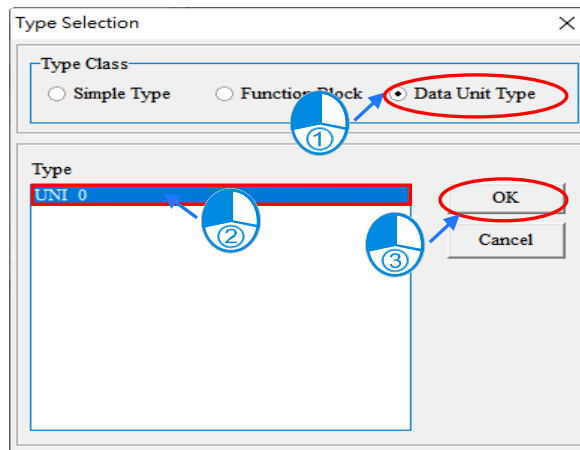 Type Selection
Type Class
Simple Type Function Block Data Unit Type
①
Type
UNI_0
OK
②
Cancel
③